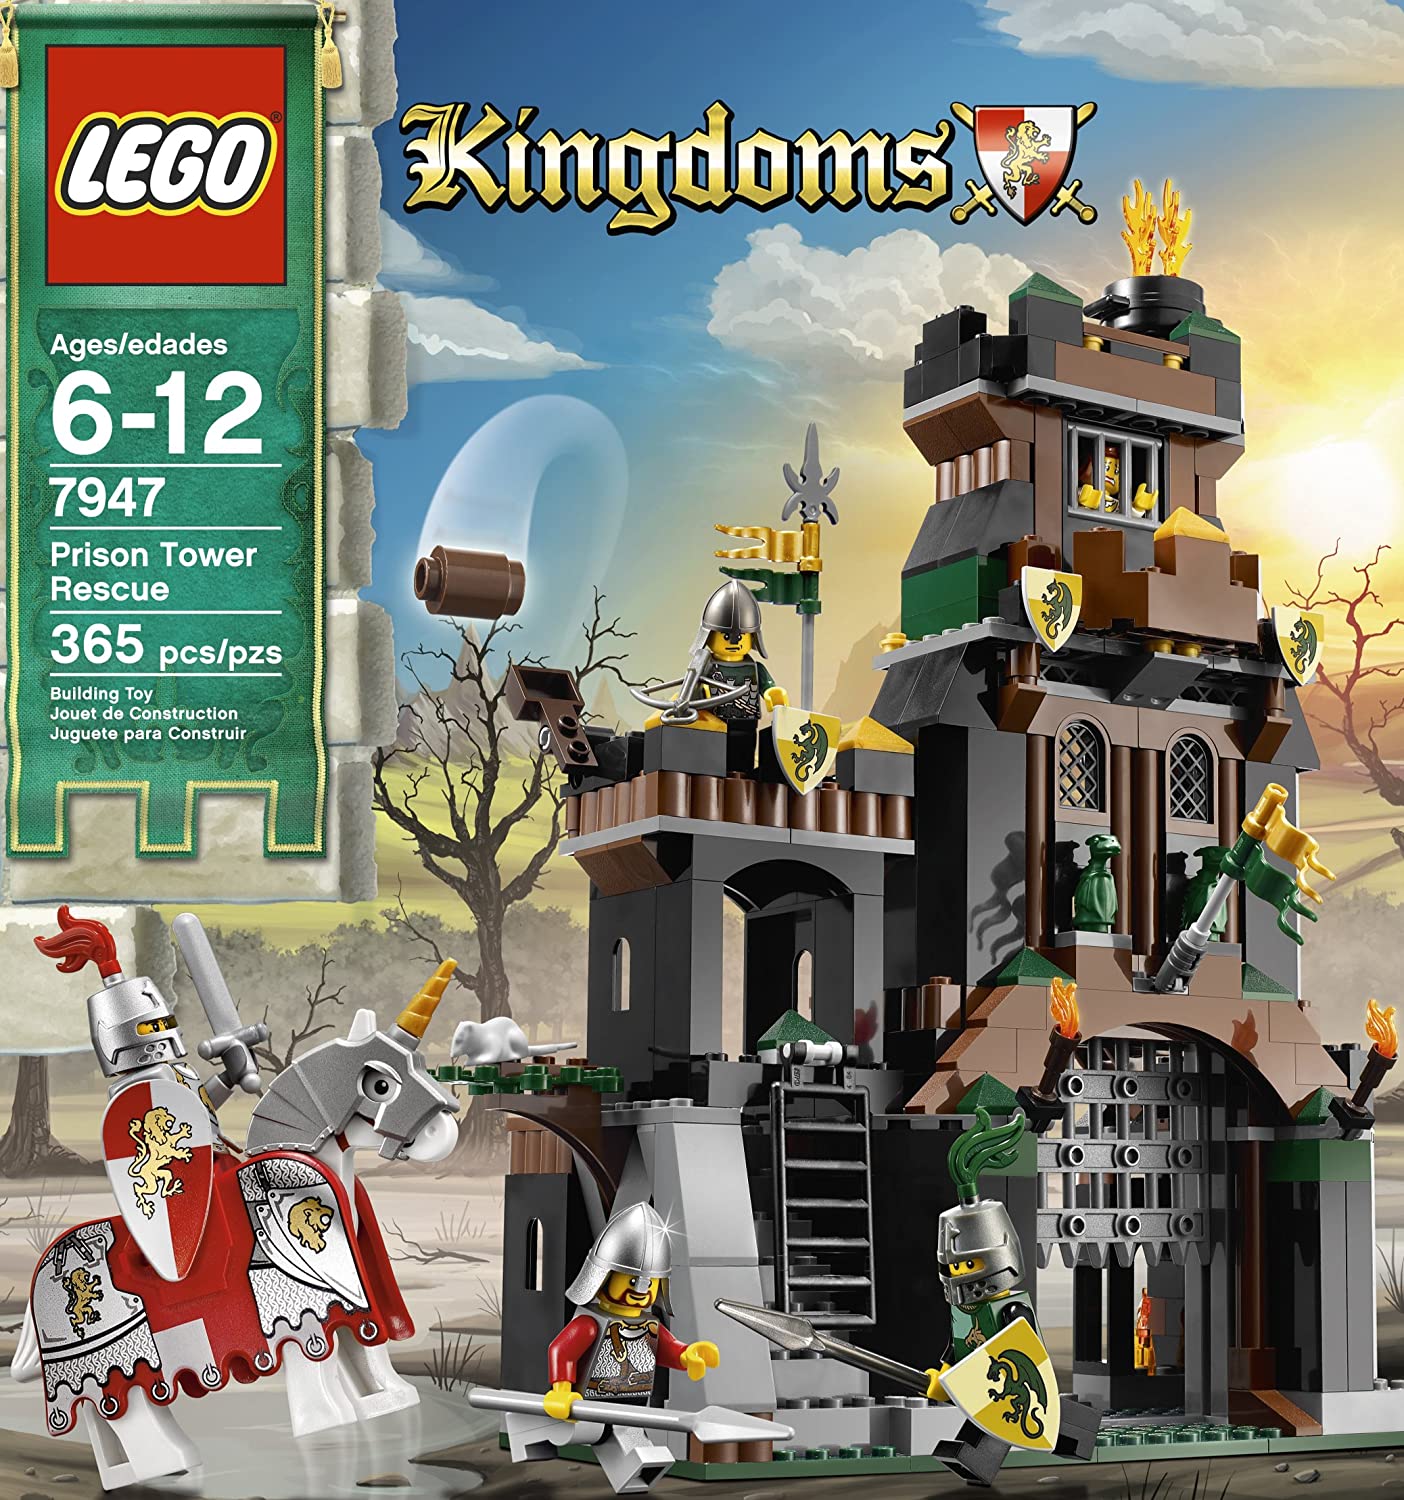 LEGO®
Kingdoms
Ages/edades
6-12
7947
Prison Tower
Rescue
365 pcs/pzs
Building Toy
Jouet de Construction
Juguete para Construir